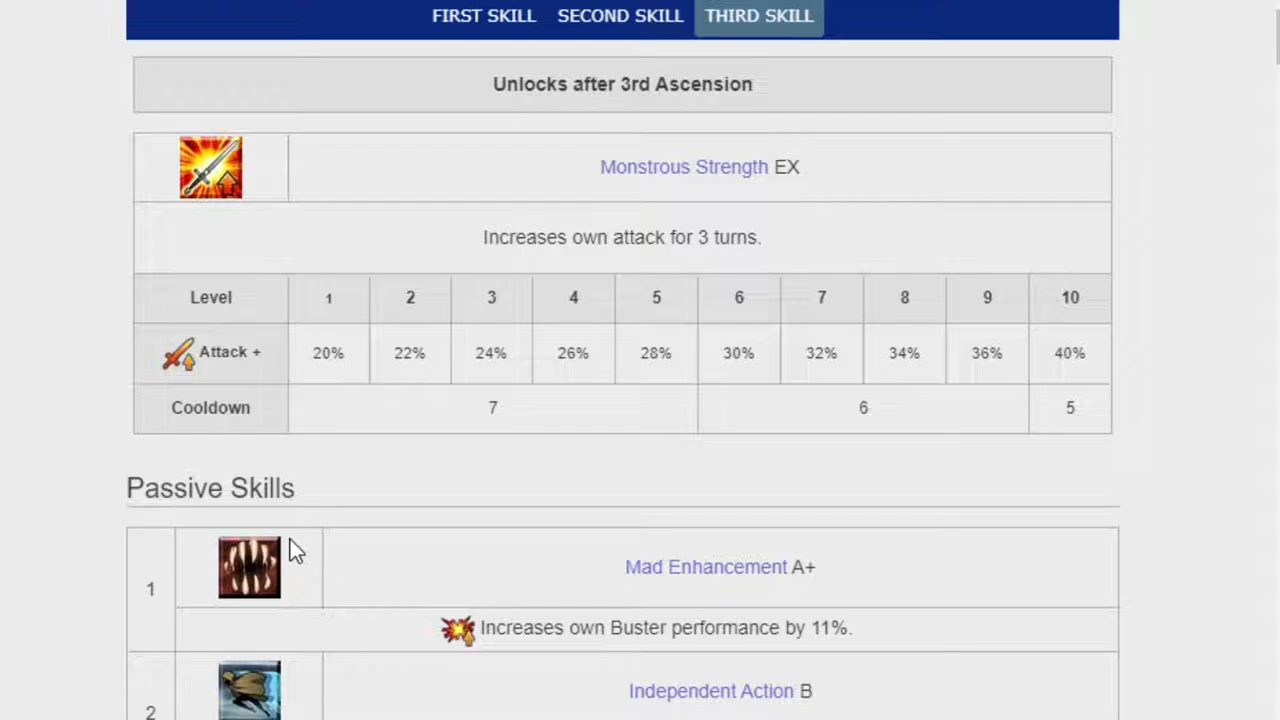 FIRST SKILL SECOND SKILL THIRD SKILL
Unlocks after 3rd Ascension
Monstrous Strength EX
Increases own attack for 3 turns.
Level 1 2 3 4 5 6 7 8 9 10
Attack + 20% 22% 24% 26% 28% 30% 32% 34% 36% 40%
Cooldown 7 6 5
Passive Skills
1 Mad Enhancement A+
Increases own Buster performance by 11%.
2 Independent Action B